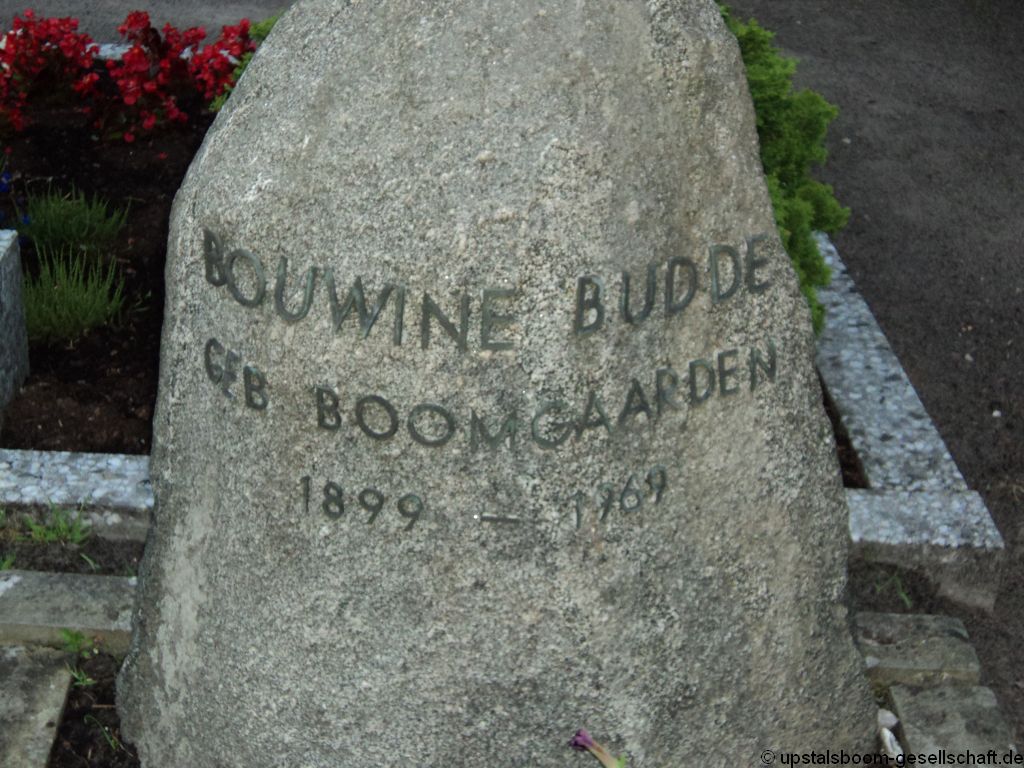 BOUWINE BUDDE
GEB BOOMGAARDEN
1899 – 1969
© upstalsboom-gesellschaft.de